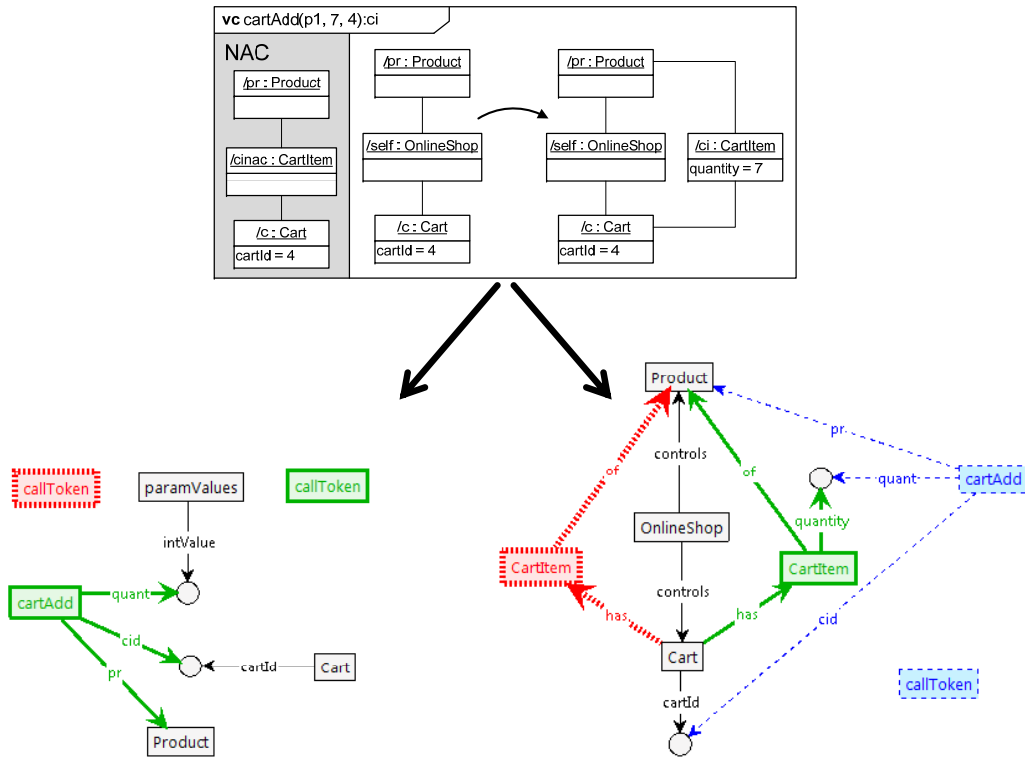 vc cartAdd(p1, 7, 4):ci
NAC
/pr : Product
/cinac : CartItem
/c : Cart
cartId = 4
/pr : Product
/self : OnlineShop
/c : Cart
cartId = 4
/pr : Product
/self : OnlineShop
/ci : CartItem
quantity = 7
/c : Cart
cartId = 4
callToken
paramValues
callToken
intValue
cartAdd
quant
cid
cartId
Cart
pr
Product
Product
pr
of
controls
of
cartAdd
quant
quantity
OnlineShop
CartItem
CartItem
controls
has
has
cid
Cart
callToken
cartId